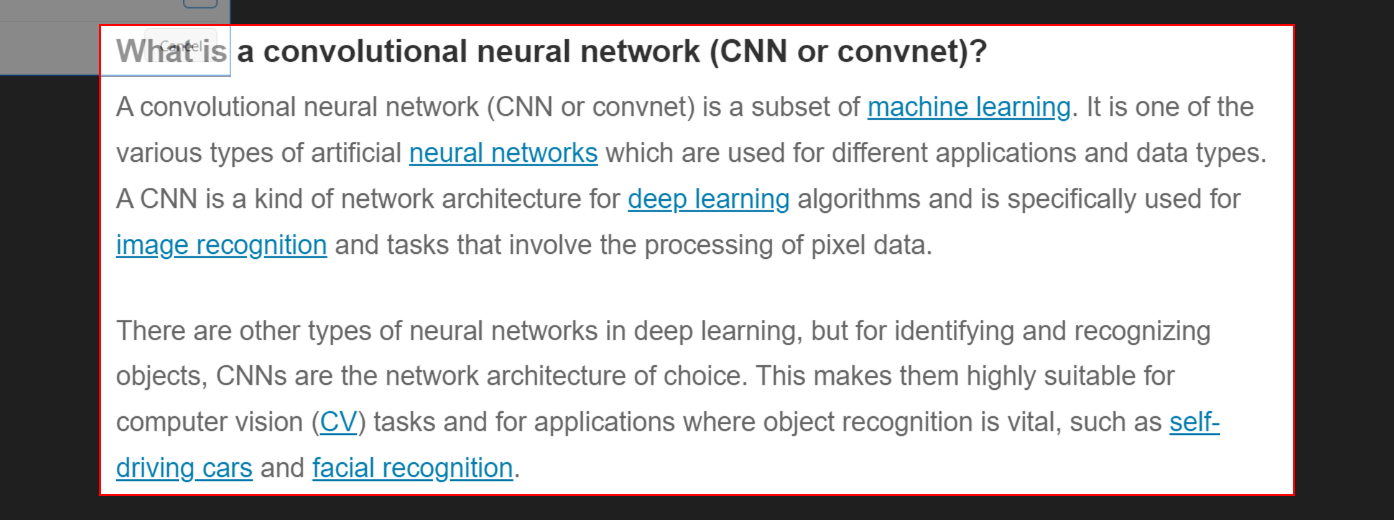 What is a convolutional neural network (CNN or convnet)?
Cancel
A convolutional neural network (CNN or convnet) is a subset of machine learning. It is one of the
various types of artificial neural networks which are used for different applications and data types.
A CNN is a kind of network architecture for deep learning algorithms and is specifically used for
image recognition and tasks that involve the processing of pixel data.
There are other types of neural networks in deep learning, but for identifying and recognizing
objects, CNNs are the network architecture of choice. This makes them highly suitable for
computer vision (CV) tasks and for applications where object recognition is vital, such as self-
driving cars and facial recognition.